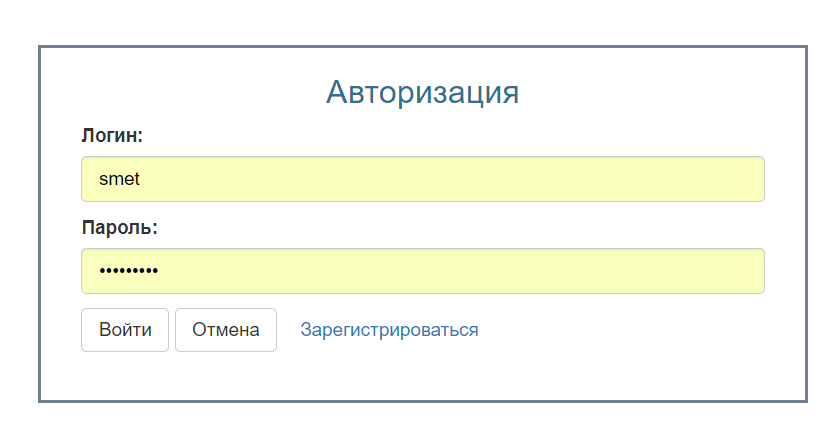 Авторизация
Логин:
smet
Пароль:
•••••••••
Войти Отмена Зарегистрироваться